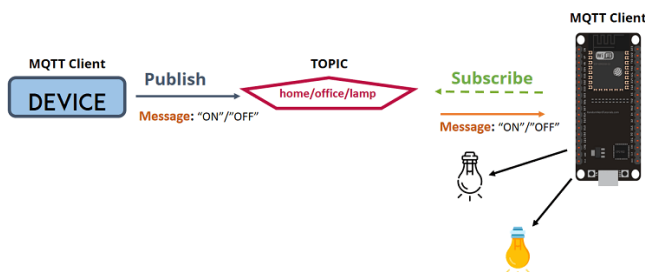 MQTT Client
MQTT Client
TOPIC
Publish
Subscribe
DEVICE
home/office/lamp
Message: “ON”/”OFF”
Message: “ON”/”OFF”